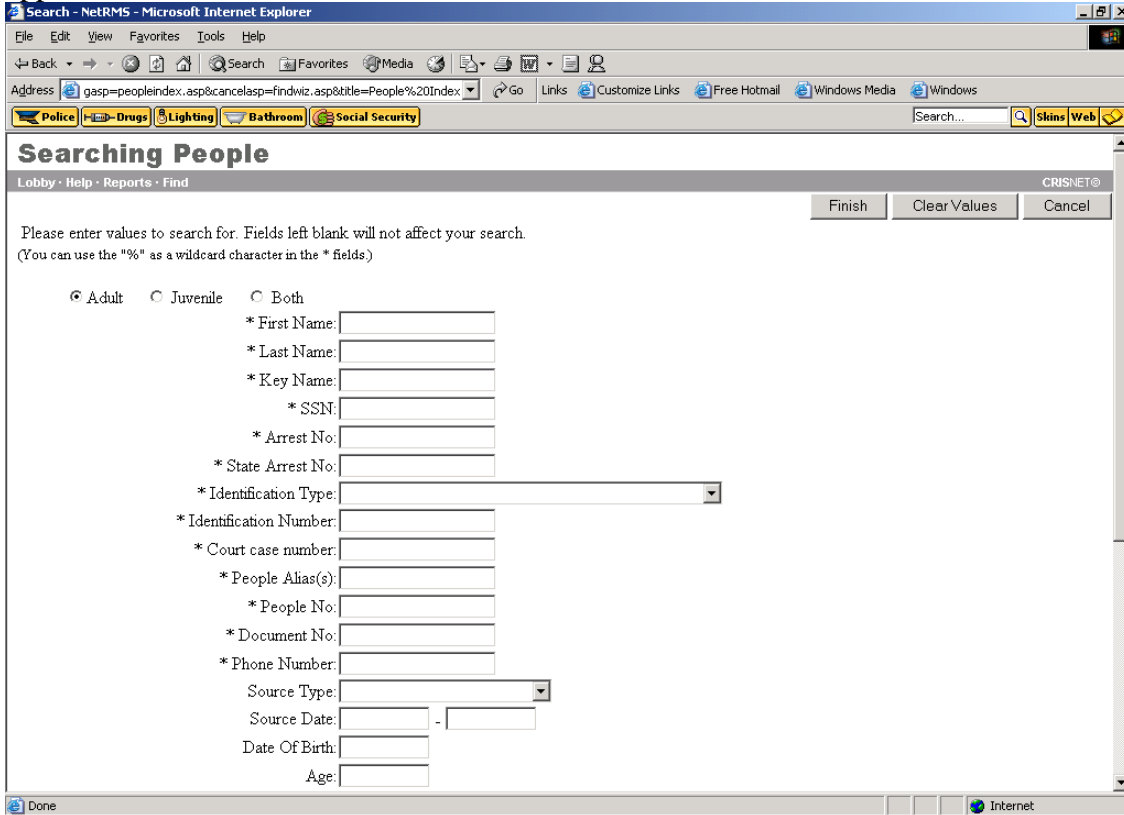 Search - NetRMS - Microsoft Internet Explorer
File Edit View Favorites Tools Help
Back Search Favorites Media
Address gasp=peopleindex.asp&cancelasp=findwiz.asp&title=People%20Index Go Links Customize Links Free Hotmail Windows Media Windows
Police Drugs Lighting Bathroom Social Security Search... Skins Web
Searching People
Lobby · Help · Reports · Find CRISNET©
Finish Clear Values Cancel
Please enter values to search for. Fields left blank will not affect your search.
(You can use the "%" as a wildcard character in the * fields.)
Adult Juvenile Both
* First Name:
* Last Name:
* Key Name:
* SSN:
* Arrest No:
* State Arrest No:
* Identification Type:
* Identification Number:
* Court case number:
* People Alias(s):
* People No:
* Document No:
* Phone Number:
Source Type:
Source Date: -
Date Of Birth:
Age:
Done Internet